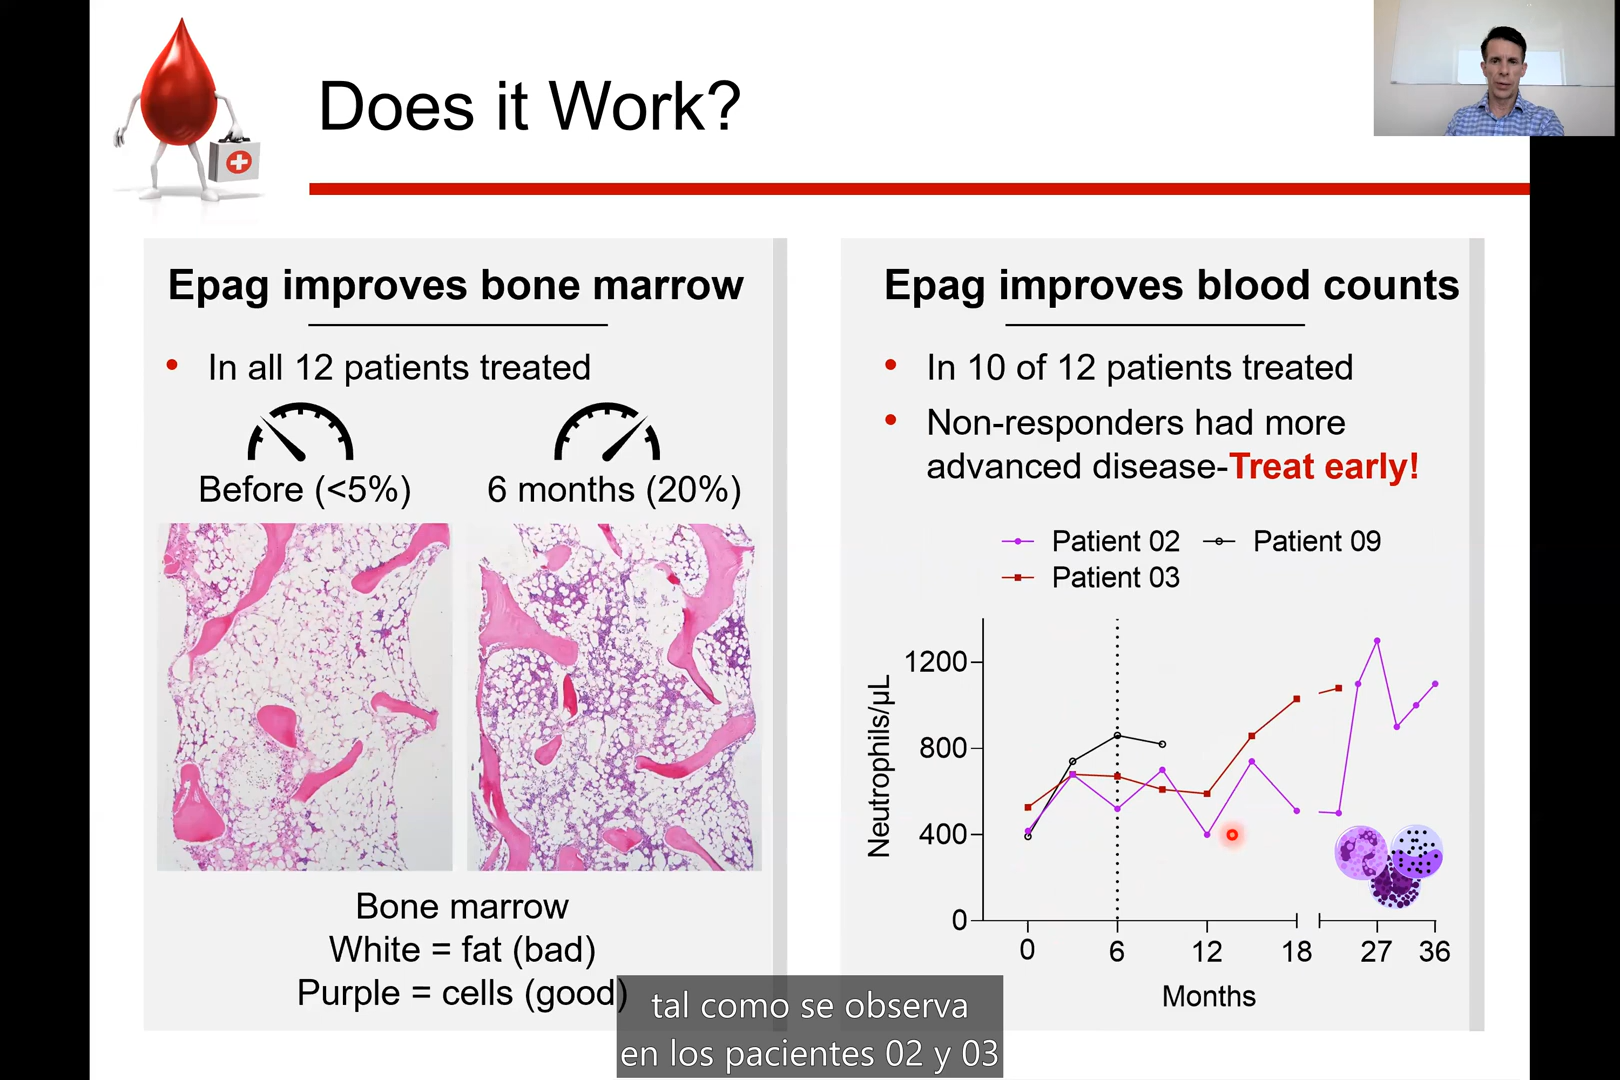 Does it Work?
Epag improves bone marrow
• In all 12 patients treated
Before (<5%)
6 months (20%)
Bone marrow
White = fat (bad)
Purple = cells (good)
Epag improves blood counts
• In 10 of 12 patients treated
• Non-responders had more
advanced disease-Treat early!
Patient 02
Patient 09
Patient 03
Neutrophils/µL
1200
800
400
0
0 6 12 18 27 36
Months
tal como se observa
en los pacientes 02 y 03